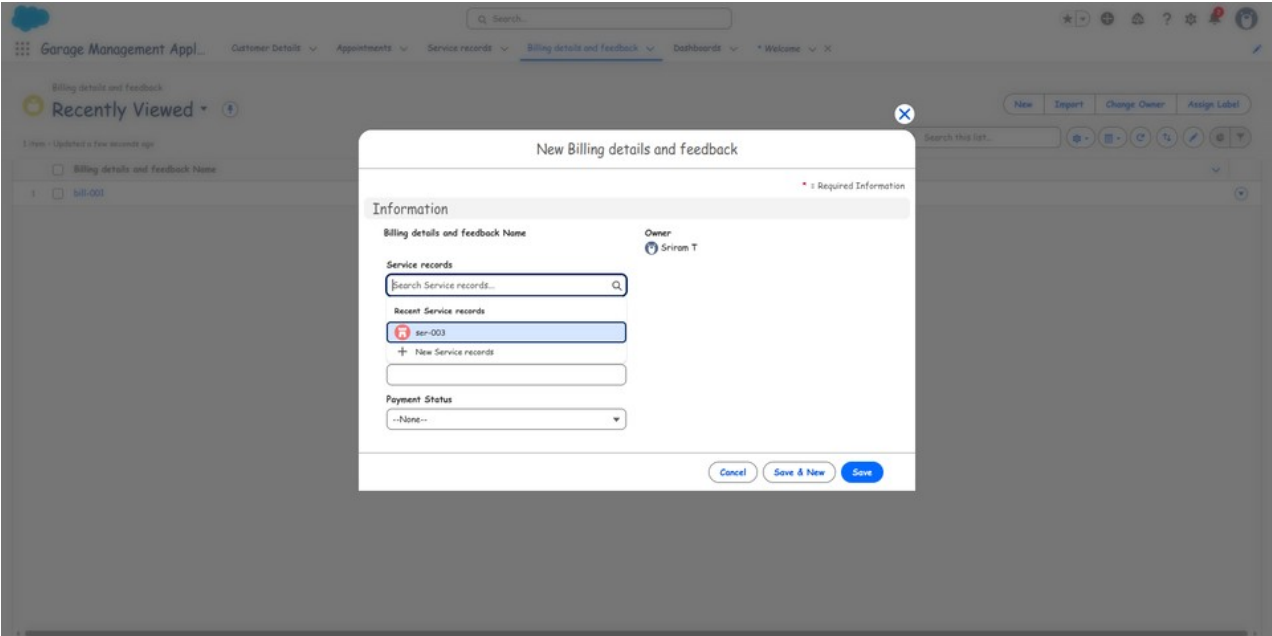 Search...
Garage Management Appl... Customer Details Appointments Service records Billing details and feedback Dashboards * Welcome
Billing details and feedback
Recently Viewed
New Import Change Owner Assign Label
1 item • Updated a few seconds ago
Search this list...
Billing details and feedback Name
1 bill-001
New Billing details and feedback
* = Required Information
Information
Billing details and feedback Name
Owner
Sriram T
Service records
Search Service records...
Recent Service records
ser-003
New Service records
Payment Status
--None--
Cancel Save & New Save